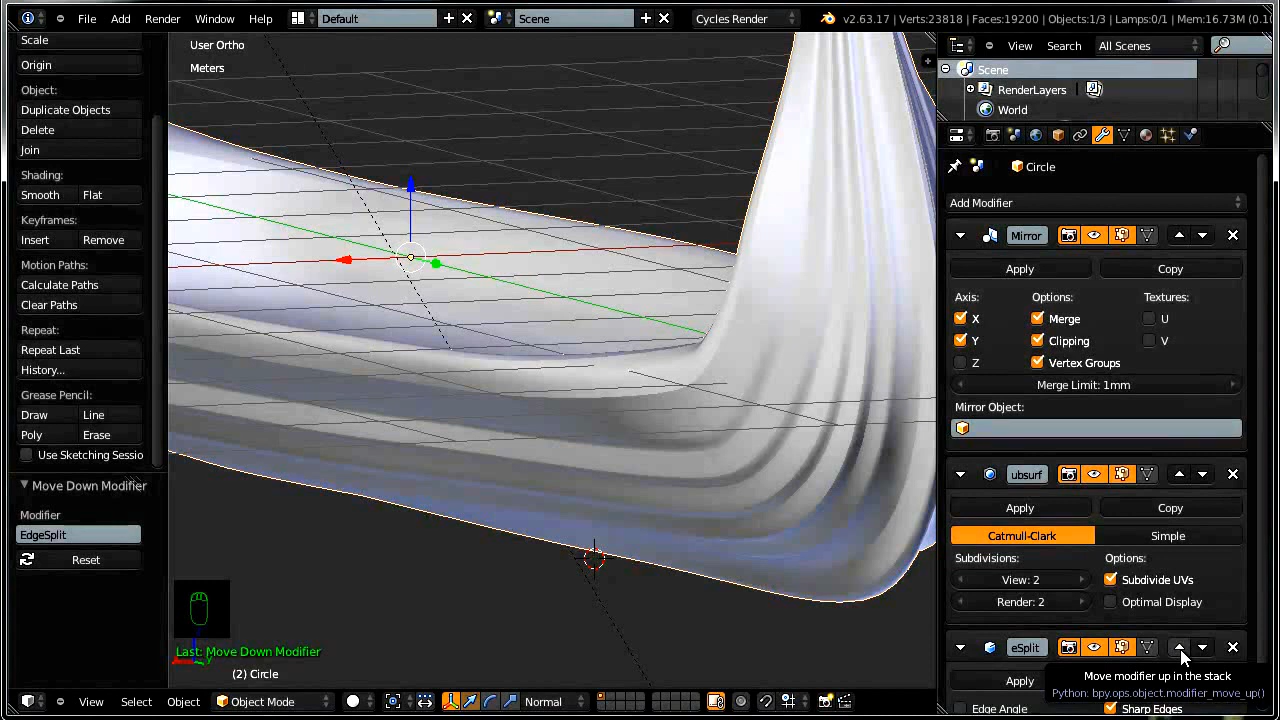 File Add Render Window Help Default Scene Cycles Render v2.63.17 | Verts:23818 | Faces:19200 | Objects:1/3 | Lamps:0/1 | Mem:16.73M (0.1
Scale
Origin
Object:
Duplicate Objects
Delete
Join
Shading:
Smooth Flat
Keyframes:
Insert Remove
Motion Paths:
Calculate Paths
Clear Paths
Repeat:
Repeat Last
History...
Grease Pencil:
Draw Line
Poly Erase
Use Sketching Sessio
Move Down Modifier
Modifier
EdgeSplit
Reset
User Ortho
Meters
Last: Move Down Modifier
(2) Circle
View Select Object Object Mode Normal
View Search All Scenes
Scene
RenderLayers
World
Circle
Add Modifier
Mirror
Apply Copy
Axis: Options: Textures:
X Merge U
Y Clipping V
Z Vertex Groups
Merge Limit: 1mm
Mirror Object:
ubsurf
Apply Copy
Catmull-Clark Simple
Subdivisions: Options:
View: 2 Subdivide UVs
Render: 2 Optimal Display
eSplit
Apply
Move modifier up in the stack
Python: bpy.ops.object.modifier_move_up()
Edge Angle Sharp Edges